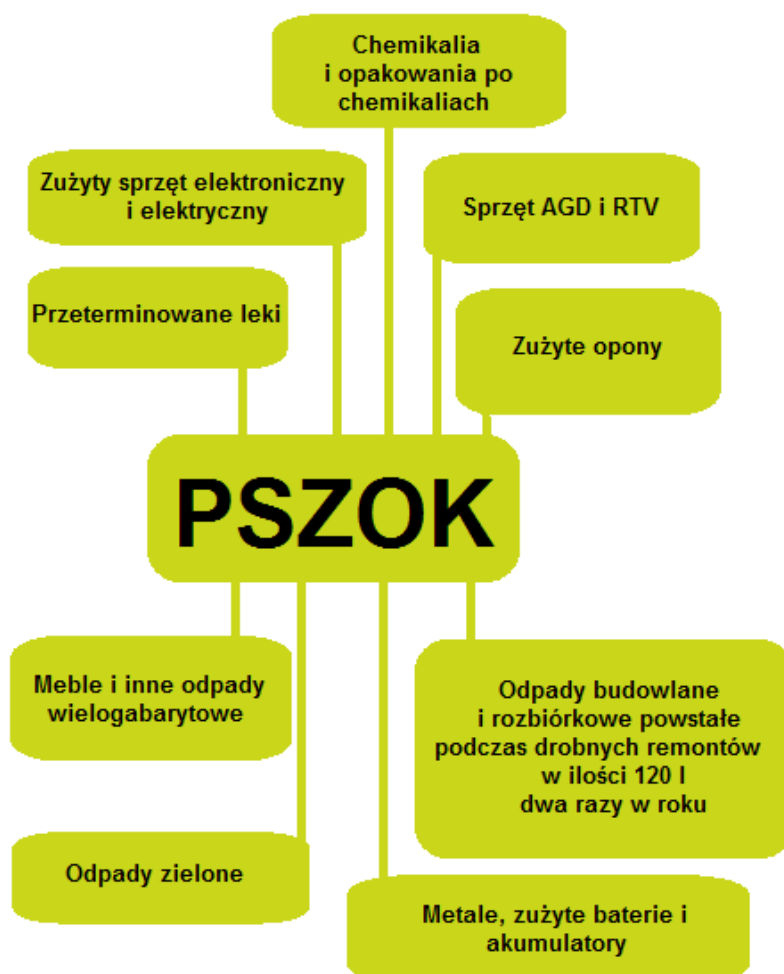 Chemikalia
i opakowania po
chemikaliach
Zużyty sprzęt elektroniczny
i elektryczny
Sprzęt AGD i RTV
Przeterminowane leki
Zużyte opony
PSZOK
Meble i inne odpady
wielogabarytowe
Odpady budowlane
i rozbiórkowe powstałe
podczas drobnych remontów
w ilości 120 l
dwa razy w roku
Odpady zielone
Metale, zużyte baterie i
akumulatory